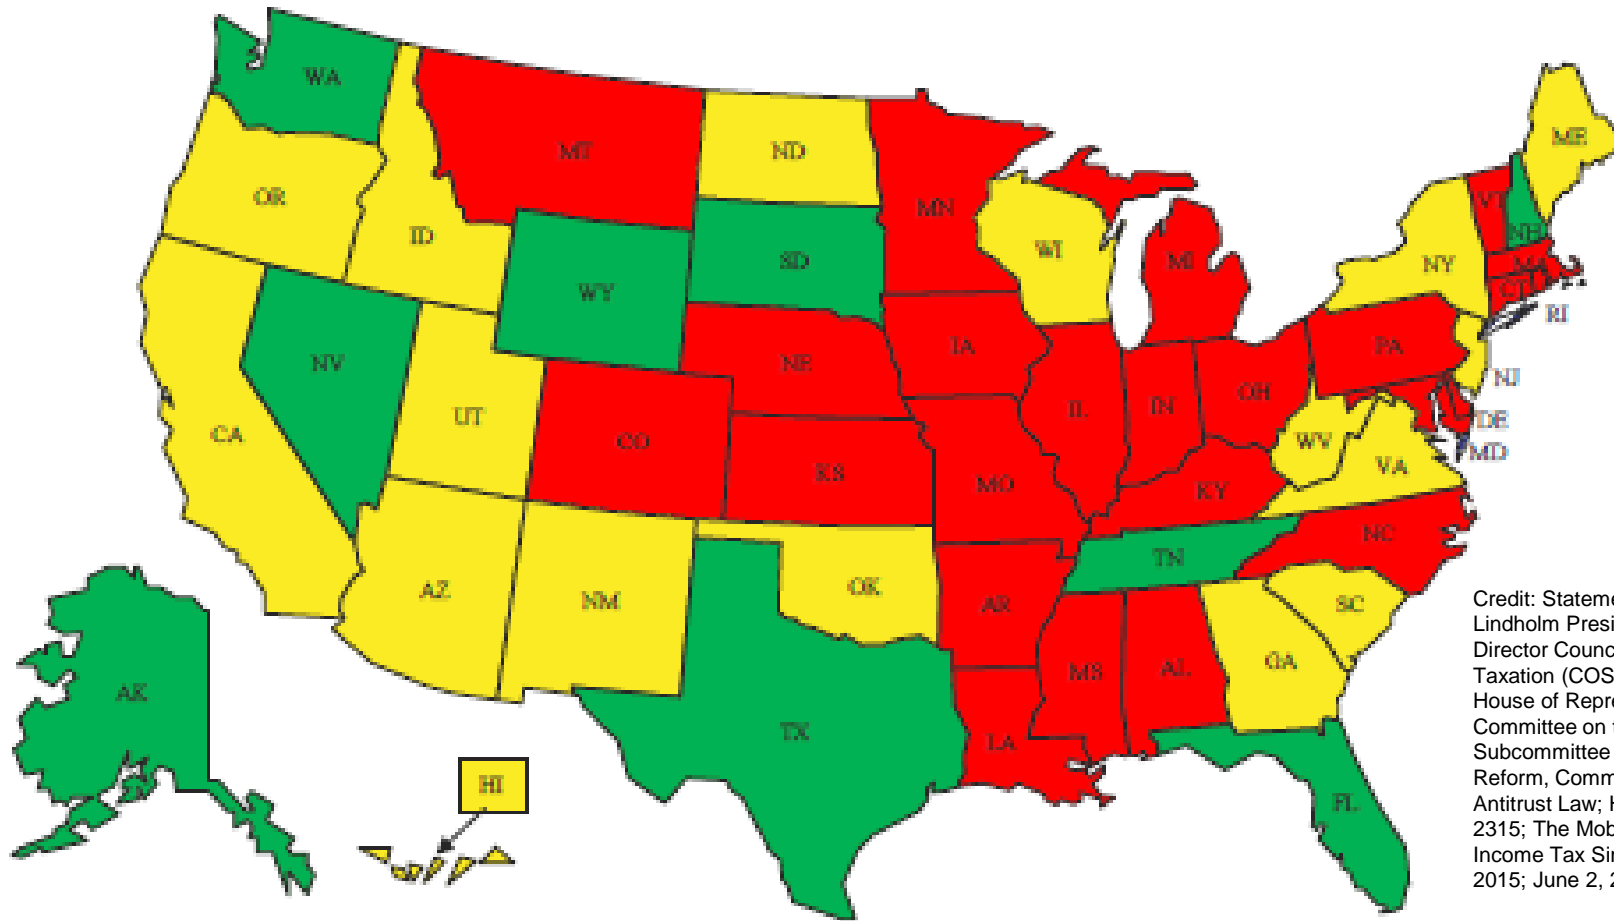 WA
MT
ND
ME
OR
MN
VT
ID
NH
WI
SD
NY
MI
MA
WY
CT
RI
IA
PA
NV
NE
NJ
OH
IL
IN
UT
DE
CA
CO
WV
MD
VA
KS
MO
KY
NC
TN
AZ
NM
OK
AR
SC
GA
MS
AL
AK
TX
LA
HI
FL
Credit: Stateme
Lindholm Presi
Director Counc
Taxation (COS
House of Repre
Committee on
Subcommittee
Reform, Comm
Antitrust Law; H
2315; The Mob
Income Tax Sir
2015; June 2, 2